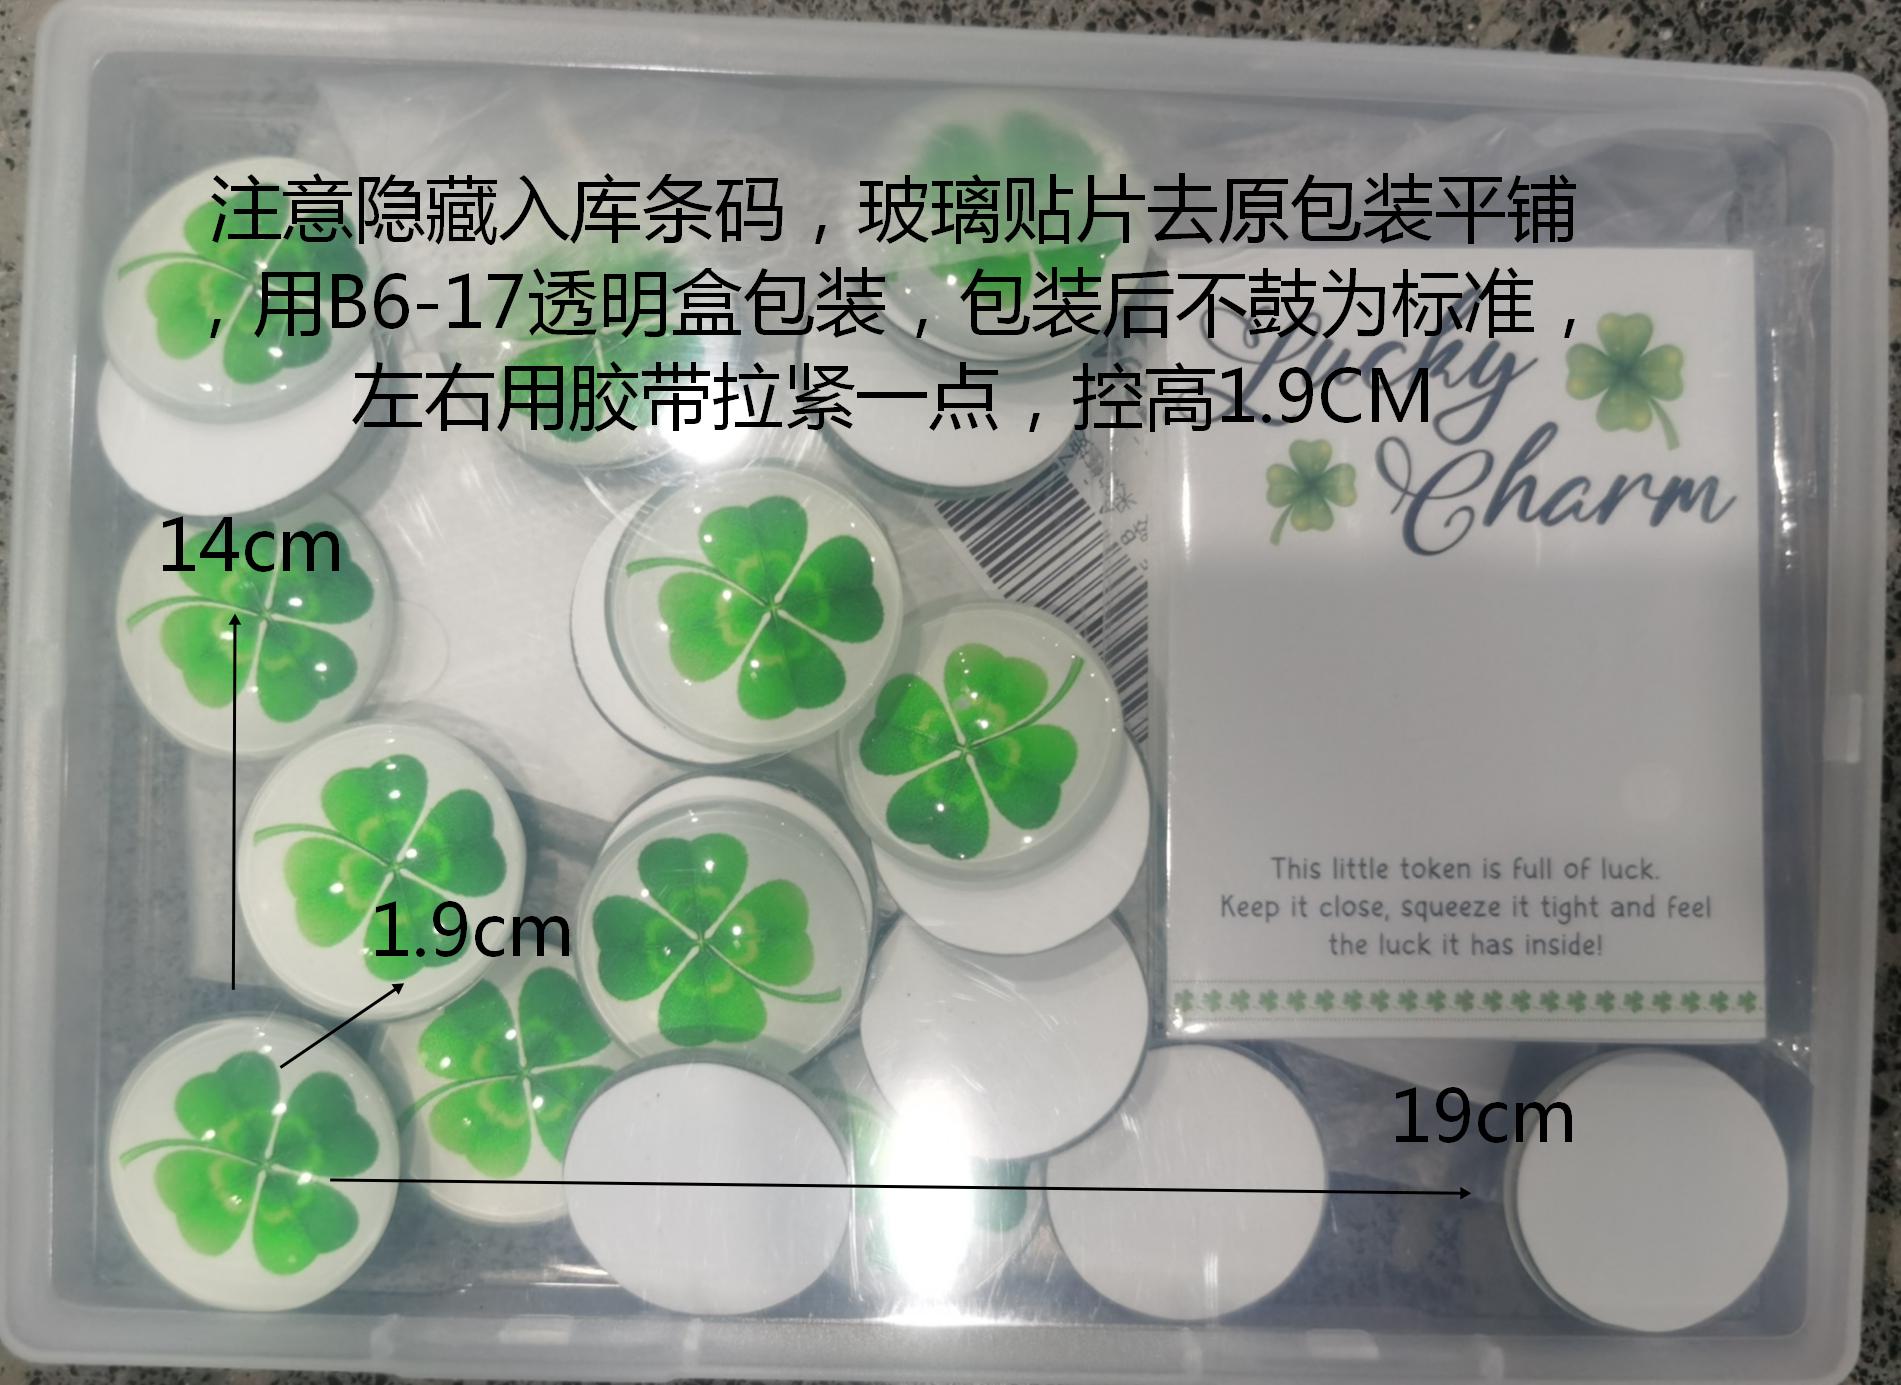 注意隐藏入库条码，玻璃贴片去原包装平铺
，用B6-17透明盒包装，包装后不鼓为标准，
左右用胶带拉紧一点，控高1.9CM
Lucky
Charm
14cm
This little token is full of luck.
Keep it close, squeeze it tight and feel
the luck it has inside!
1.9cm
19cm